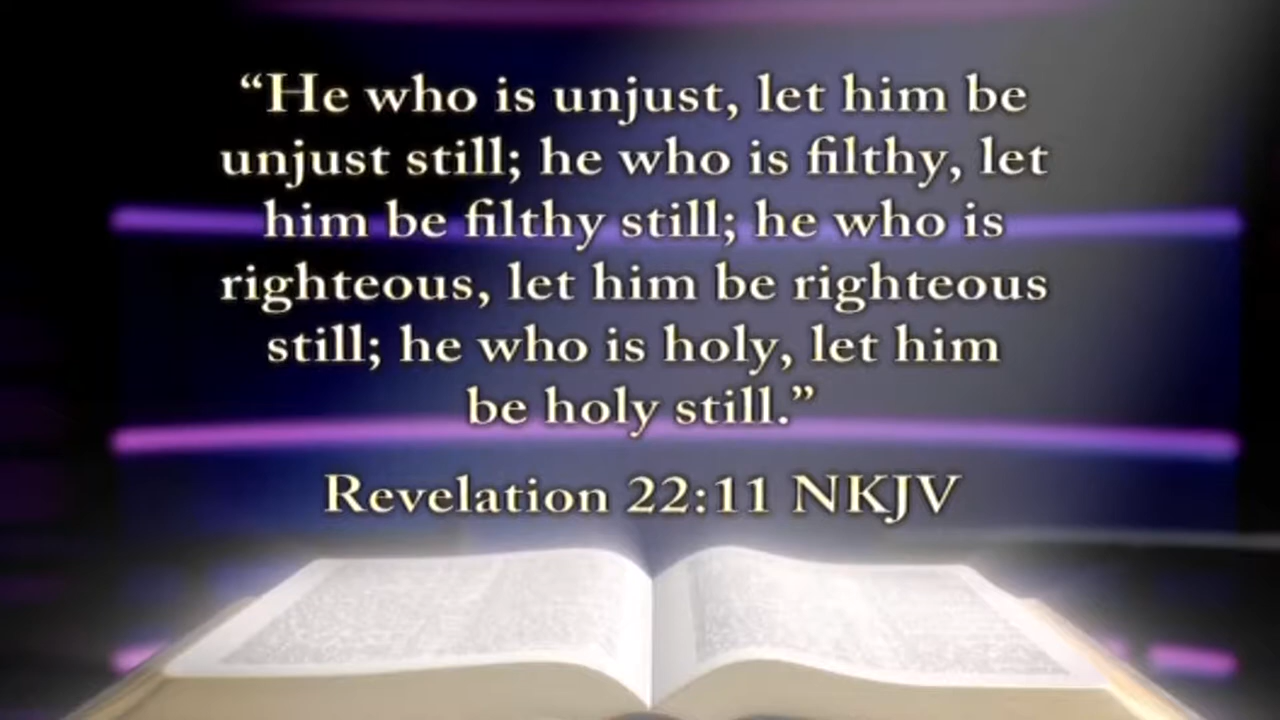 “He who is unjust, let him be
unjust still; he who is filthy, let
him be filthy still; he who is
righteous, let him be righteous
still; he who is holy, let him
be holy still.”
Revelation 22:11 NKJV